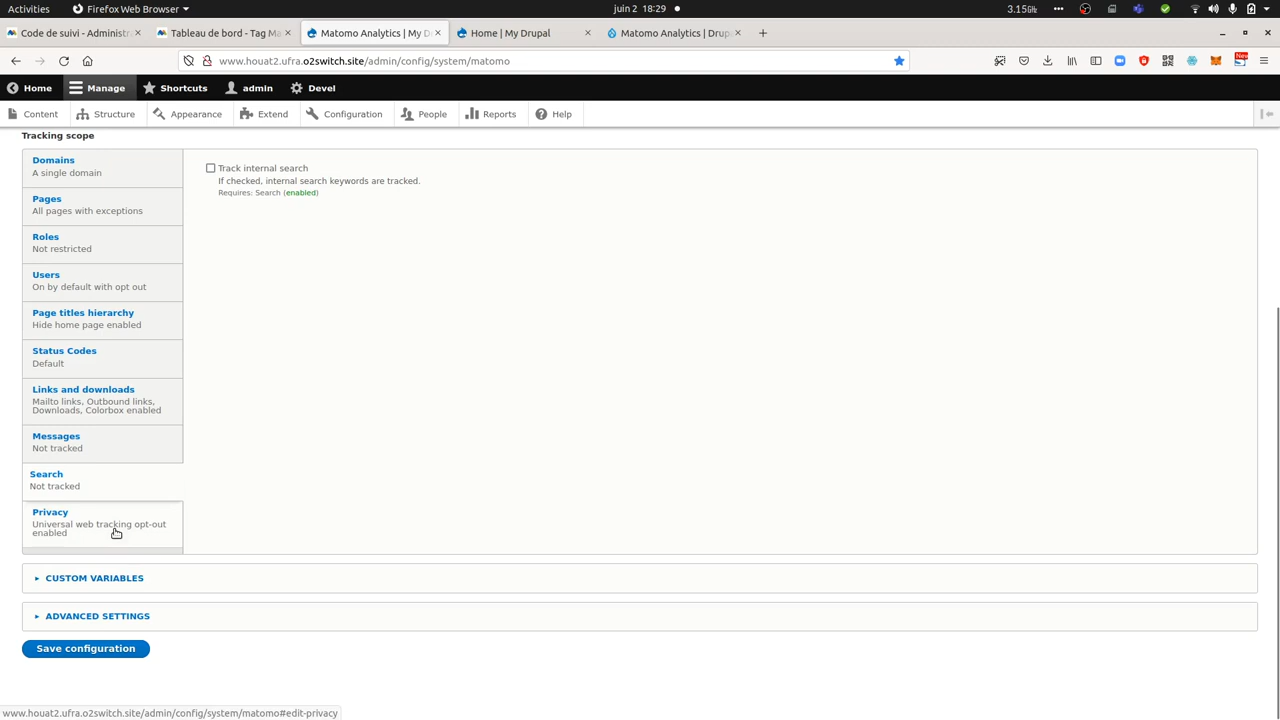 Activities
Firefox Web Browser
juin 2 18:29
3.15
Code de suivi - Administra
Tableau de bord - Tag Ma
Matomo Analytics | My D
Home | My Drupal
Matomo Analytics | Drup
www.houat2.ufra.o2switch.site/admin/config/system/matomo
New
Home
Manage
Shortcuts
admin
Devel
Content
Structure
Appearance
Extend
Configuration
People
Reports
Help
Tracking scope
Domains
A single domain
Pages
All pages with exceptions
Roles
Not restricted
Users
On by default with opt out
Page titles hierarchy
Hide home page enabled
Status Codes
Default
Links and downloads
Mailto links, Outbound links,
Downloads, Colorbox enabled
Messages
Not tracked
Search
Not tracked
Privacy
Universal web tracking opt-out
enabled
Track internal search
If checked, internal search keywords are tracked.
Requires: Search (enabled)
CUSTOM VARIABLES
ADVANCED SETTINGS
Save configuration
www.houat2.ufra.o2switch.site/admin/config/system/matomo#edit-privacy